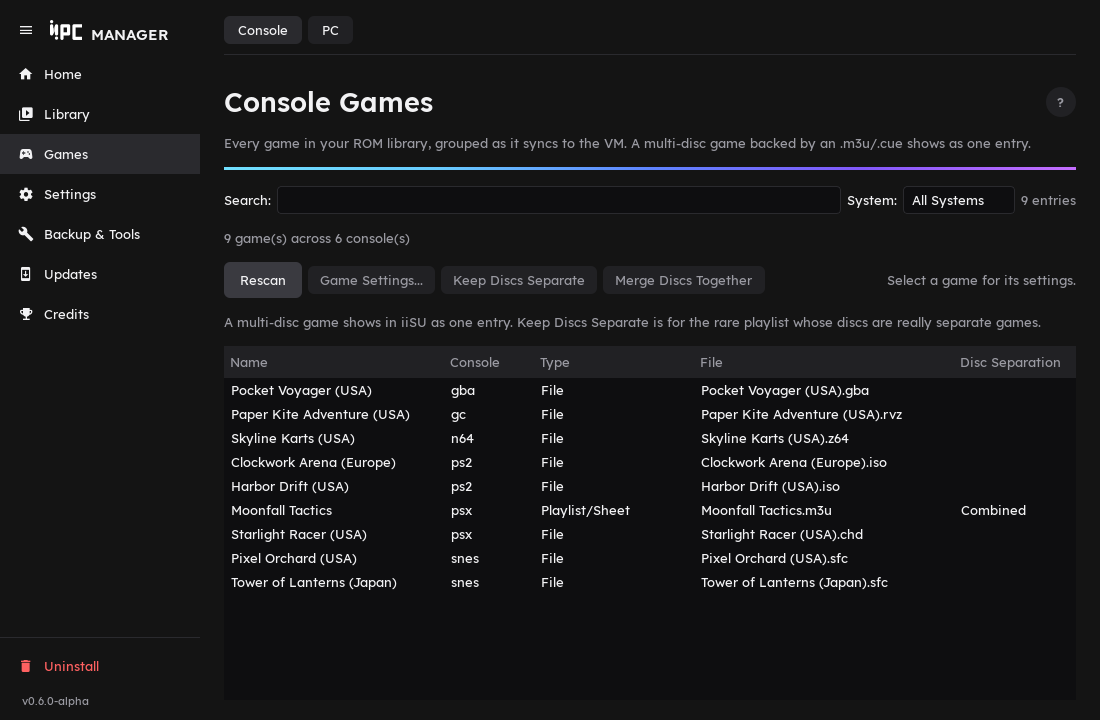 iiPC MANAGER
Home
Library
Games
Settings
Backup & Tools
Updates
Credits
Uninstall
v0.6.0-alpha
Console PC
Console Games ?
Every game in your ROM library, grouped as it syncs to the VM. A multi-disc game backed by an .m3u/.cue shows as one entry.
Search: System: All Systems 9 entries
9 game(s) across 6 console(s)
Rescan Game Settings... Keep Discs Separate Merge Discs Together Select a game for its settings.
A multi-disc game shows in iiSU as one entry. Keep Discs Separate is for the rare playlist whose discs are really separate games.
Name Console Type File Disc Separation
Pocket Voyager (USA) gba File Pocket Voyager (USA).gba
Paper Kite Adventure (USA) gc File Paper Kite Adventure (USA).rvz
Skyline Karts (USA) n64 File Skyline Karts (USA).z64
Clockwork Arena (Europe) ps2 File Clockwork Arena (Europe).iso
Harbor Drift (USA) ps2 File Harbor Drift (USA).iso
Moonfall Tactics psx Playlist/Sheet Moonfall Tactics.m3u Combined
Starlight Racer (USA) psx File Starlight Racer (USA).chd
Pixel Orchard (USA) snes File Pixel Orchard (USA).sfc
Tower of Lanterns (Japan) snes File Tower of Lanterns (Japan).sfc